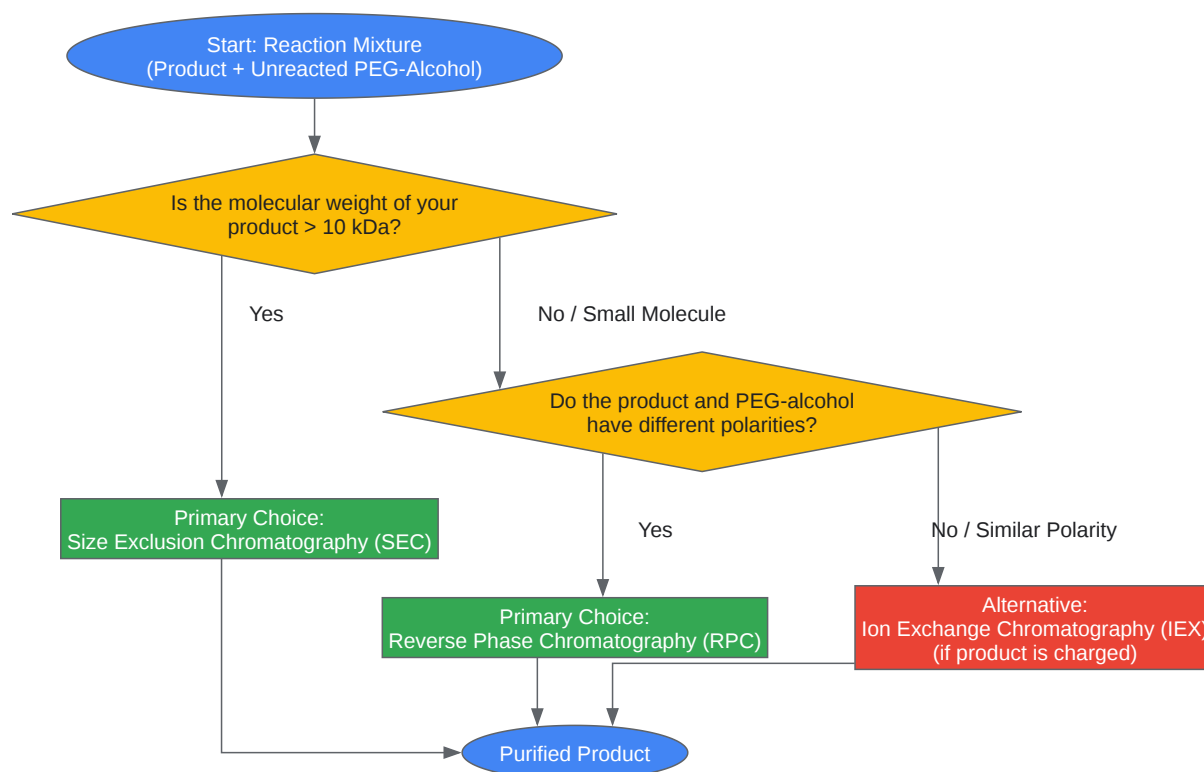 Start: Reaction Mixture
(Product + Unreacted PEG-Alcohol)
Is the molecular weight of your
product > 10 kDa?
Yes
No / Small Molecule
Do the product and PEG-alcohol
have different polarities?
Primary Choice:
Size Exclusion Chromatography (SEC)
Yes
No / Similar Polarity
Primary Choice:
Reverse Phase Chromatography (RPC)
Alternative:
Ion Exchange Chromatography (IEX)
(if product is charged)
Purified Product